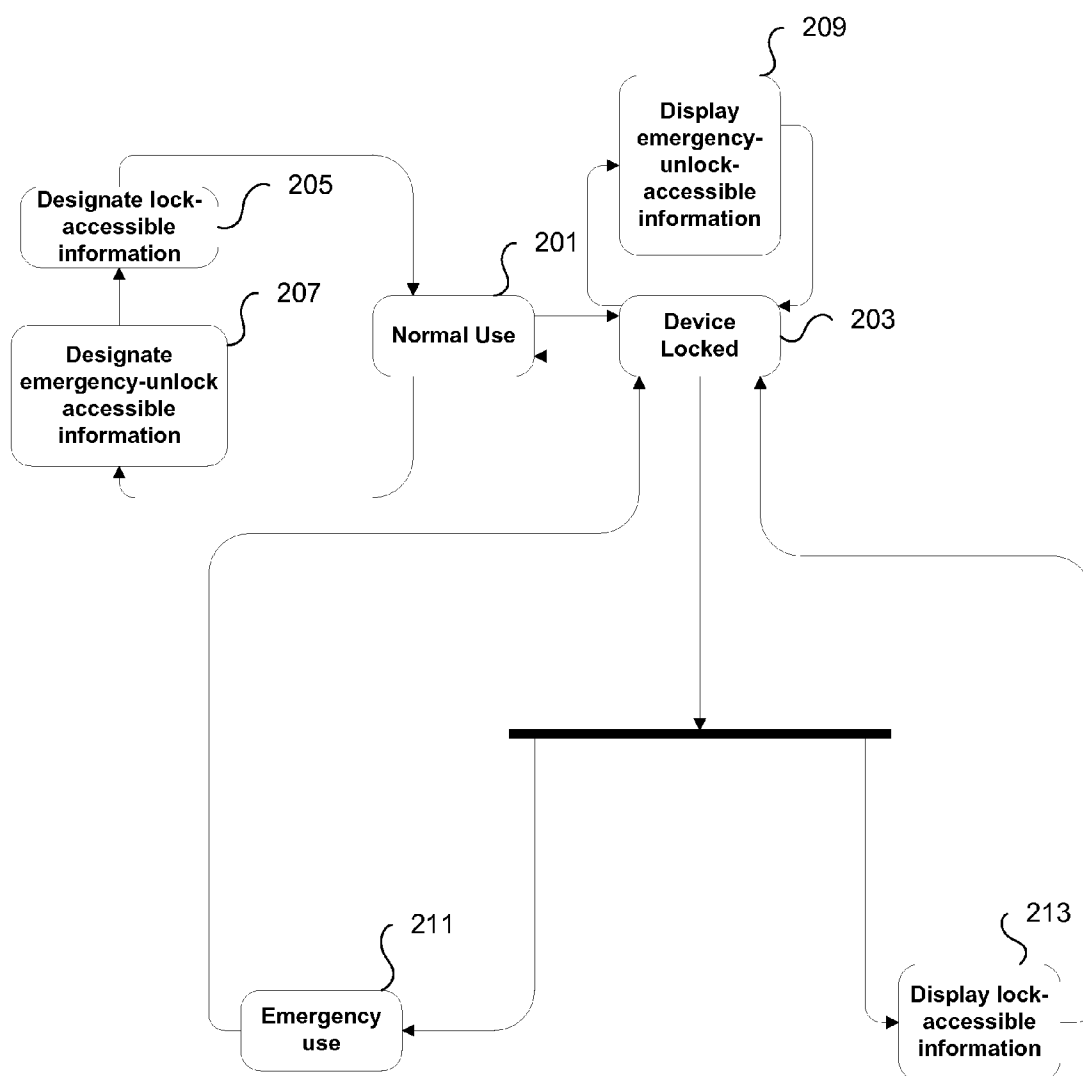 209
Display
emergency-
unlock-
accessible
information
205
Designate lock-
accessible
information
201
Normal Use
207
Designate
emergency-unlock
accessible
information
203
Device
Locked
211
Emergency
use
213
Display lock-
accessible
information